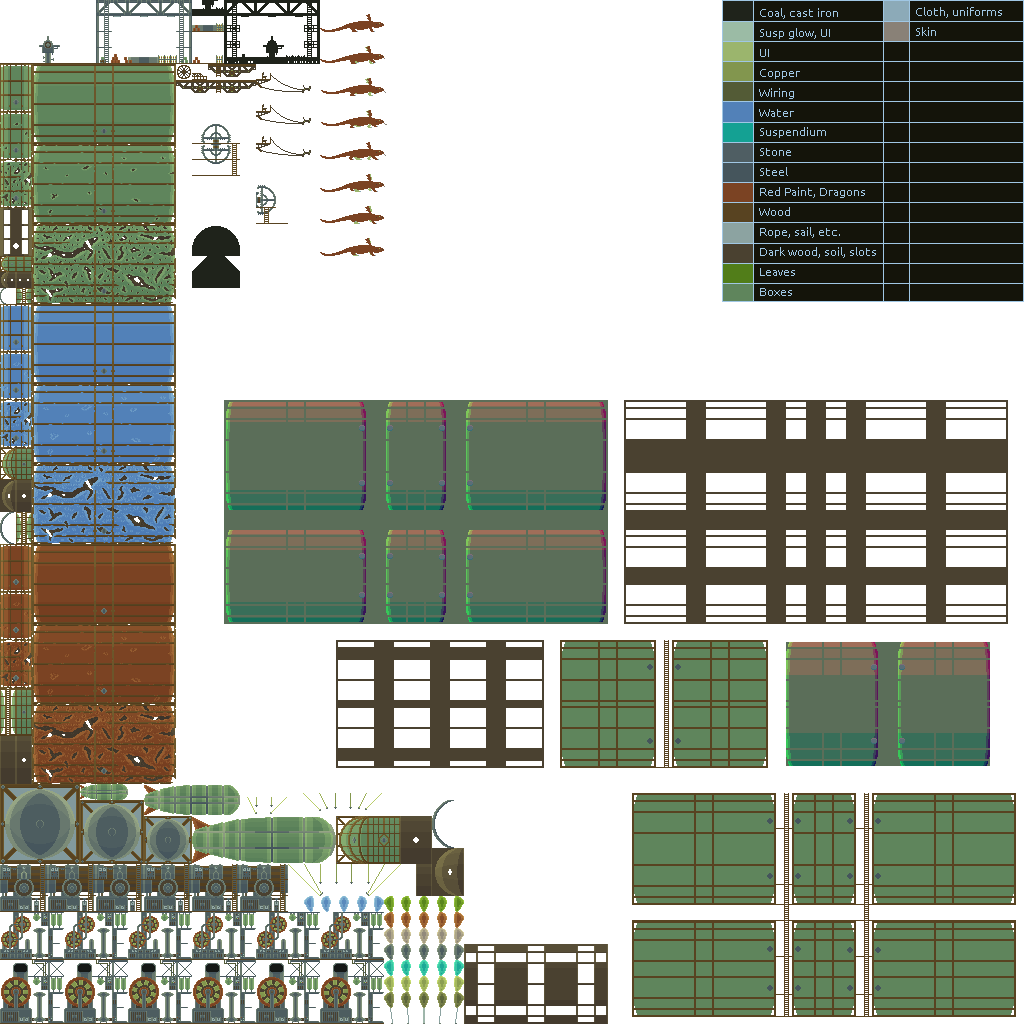 Coal, cast iron
Cloth, uniforms
Susp glow, UI
Skin
UI
Copper
Wiring
Water
Suspendium
Stone
Steel
Red Paint, Dragons
Wood
Rope, sail, etc.
Dark wood, soil, slots
Leaves
Boxes